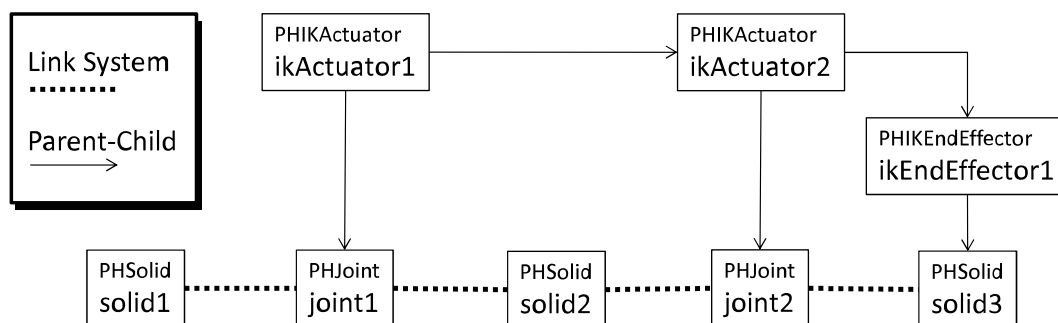 Link System
Parent-Child
PHIKActuator
ikActuator1
PHIKActuator
ikActuator2
PHIKEndEffector
ikEndEffector1
PHSolid
solid1
PHJoint
joint1
PHSolid
solid2
PHJoint
joint2
PHSolid
solid3